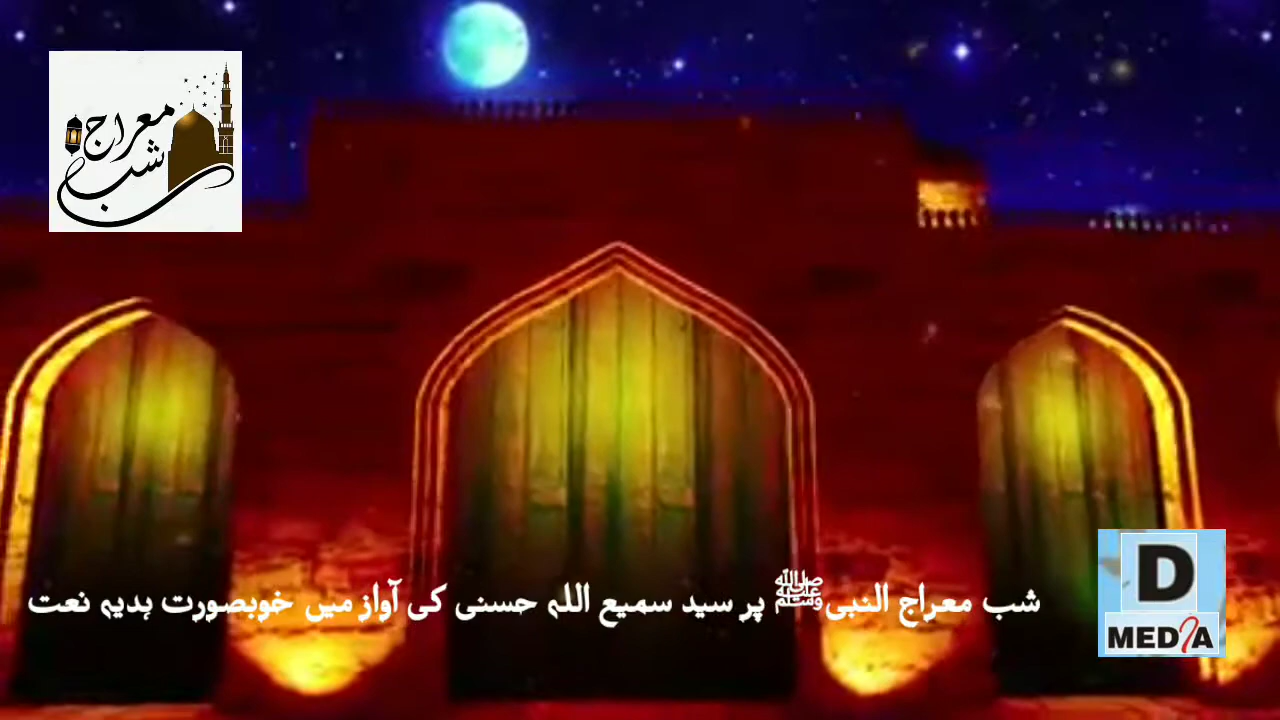 شب معراج
شب معراج النبیﷺ پر سید سمیع اللہ حسنی کی آواز میں خوبصورت ہدیہ نعت
D
MEDIA